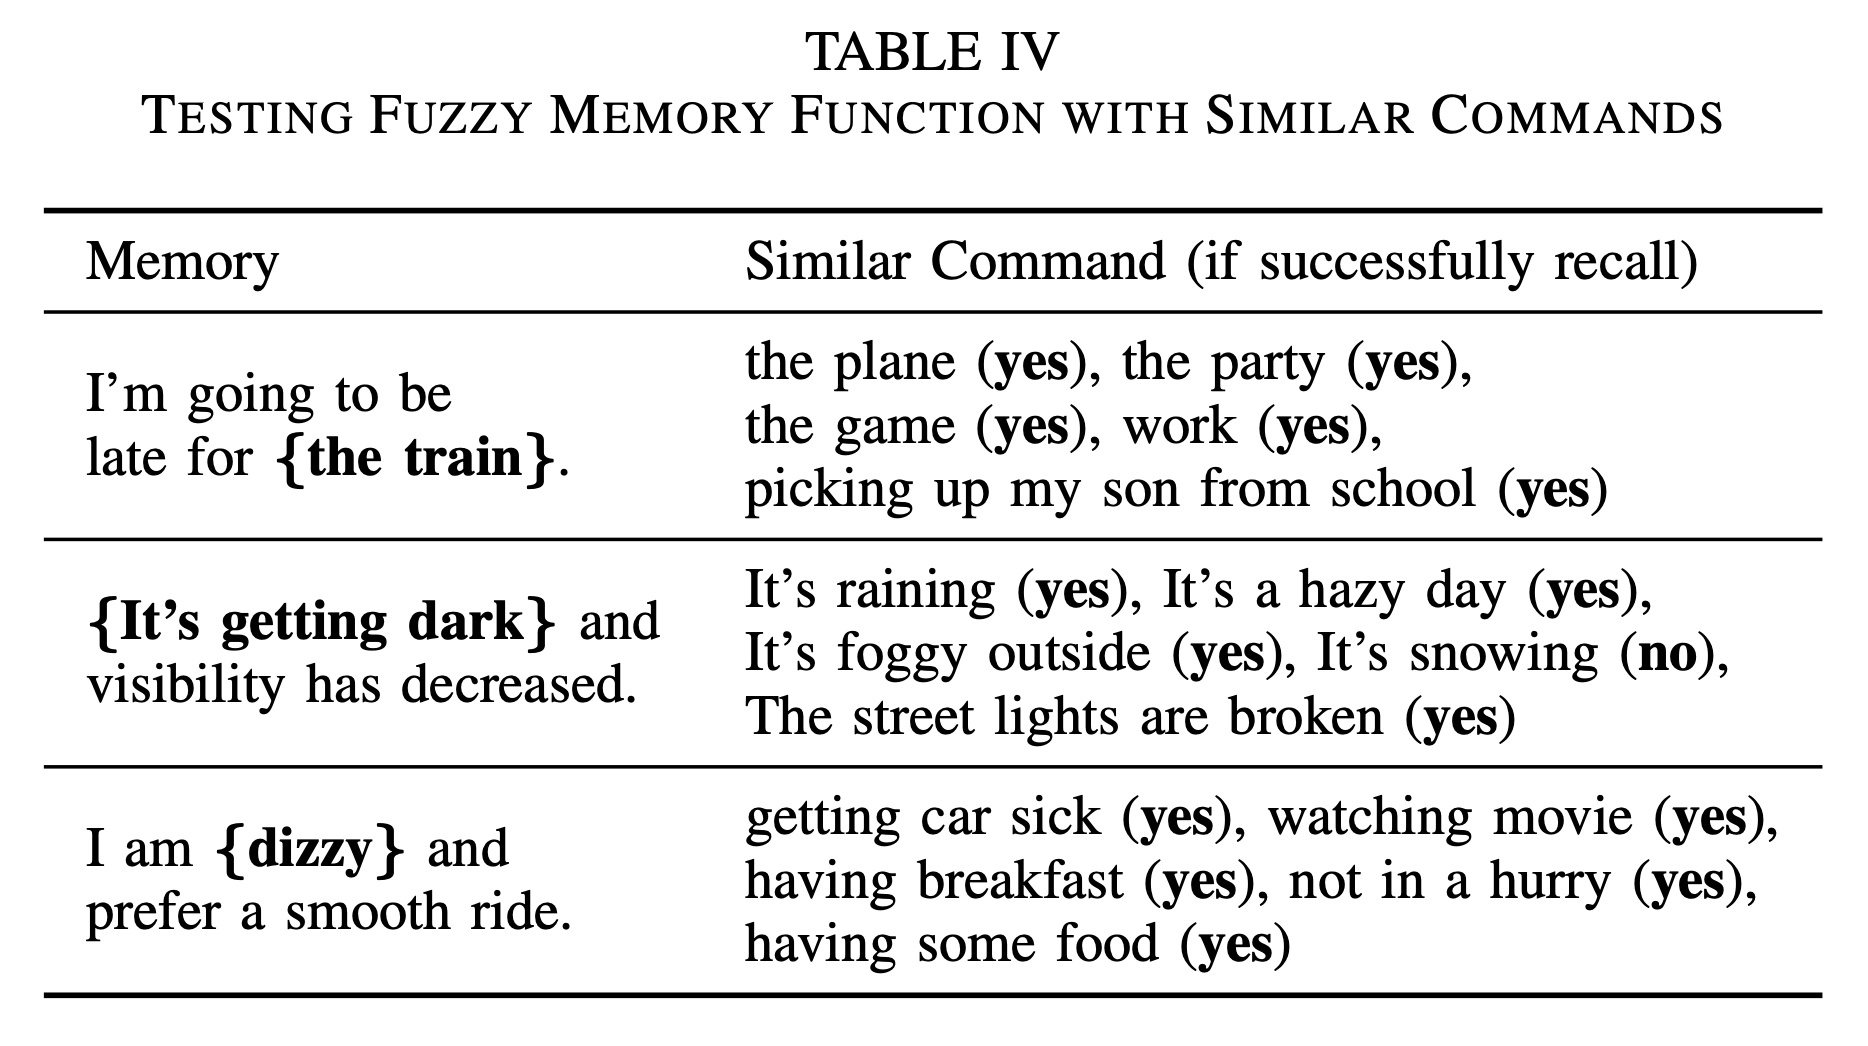 TABLE IV
TESTING FUZZY MEMORY FUNCTION WITH SIMILAR COMMANDS
Memory
Similar Command (if successfully recall)
I'm going to be
late for {the train}.
the plane (yes), the party (yes),
the game (yes), work (yes),
picking up my son from school (yes)
{It's getting dark} and
visibility has decreased.
It's raining (yes), It's a hazy day (yes),
It's foggy outside (yes), It's snowing (no),
The street lights are broken (yes)
I am {dizzy} and
prefer a smooth ride.
getting car sick (yes), watching movie (yes),
having breakfast (yes), not in a hurry (yes),
having some food (yes)